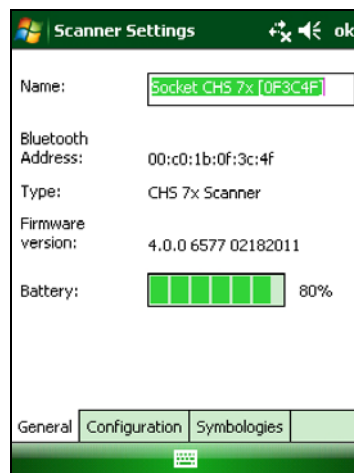 Scanner Settings ok
Name: Socket CHS 7x [0F3C4F]
Bluetooth
Address: 00:c0:1b:0f:3c:4f
Type: CHS 7x Scanner
Firmware
version: 4.0.0 6577 02182011
Battery: 80%
General Configuration Symbologies